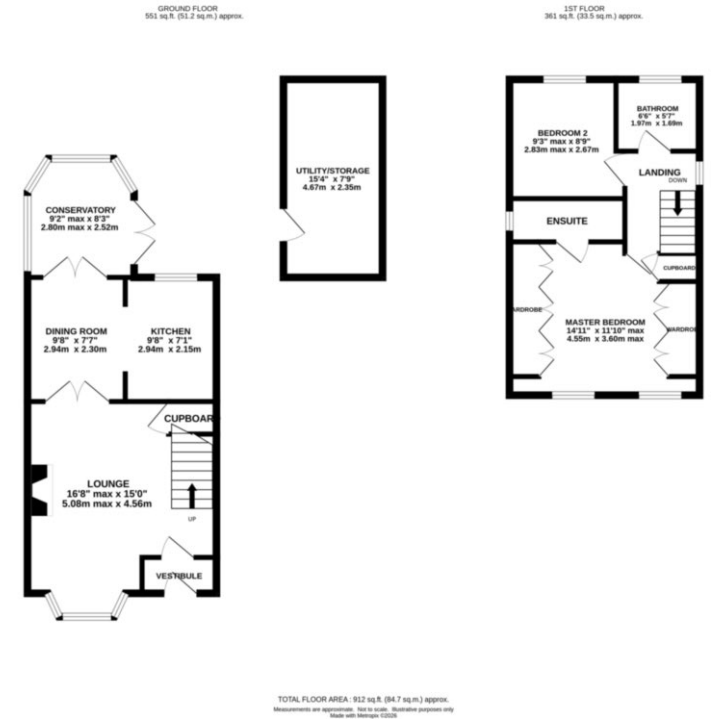 GROUND FLOOR
551 sq.ft. (51.2 sq.m.) approx.
1ST FLOOR
361 sq.ft. (33.5 sq.m.) approx.
UTILITY/STORAGE
15'4" x 7'9"
4.67m x 2.35m
CONSERVATORY
9'2" max x 8'3"
2.80m max x 2.52m
DINING ROOM
9'8" x 7'7"
2.94m x 2.30m
KITCHEN
9'8" x 7'1"
2.94m x 2.15m
CUPBOAR
LOUNGE
16'8" max x 15'0"
5.08m max x 4.56m
UP
VESTIBULE
BATHROOM
6'6" x 5'7"
1.97m x 1.69m
BEDROOM 2
9'3" max x 8'9"
2.83m max x 2.67m
LANDING
DOWN
ENSUITE
CUPBOARD
ARDROBE
MASTER BEDROOM
14'11" x 11'10" max
4.55m x 3.60m max
WARDROB
TOTAL FLOOR AREA : 912 sq.ft. (84.7 sq.m.) approx.
Measurements are approximate. Not to scale. Illustrative purposes only
Made with Metropix ©2026